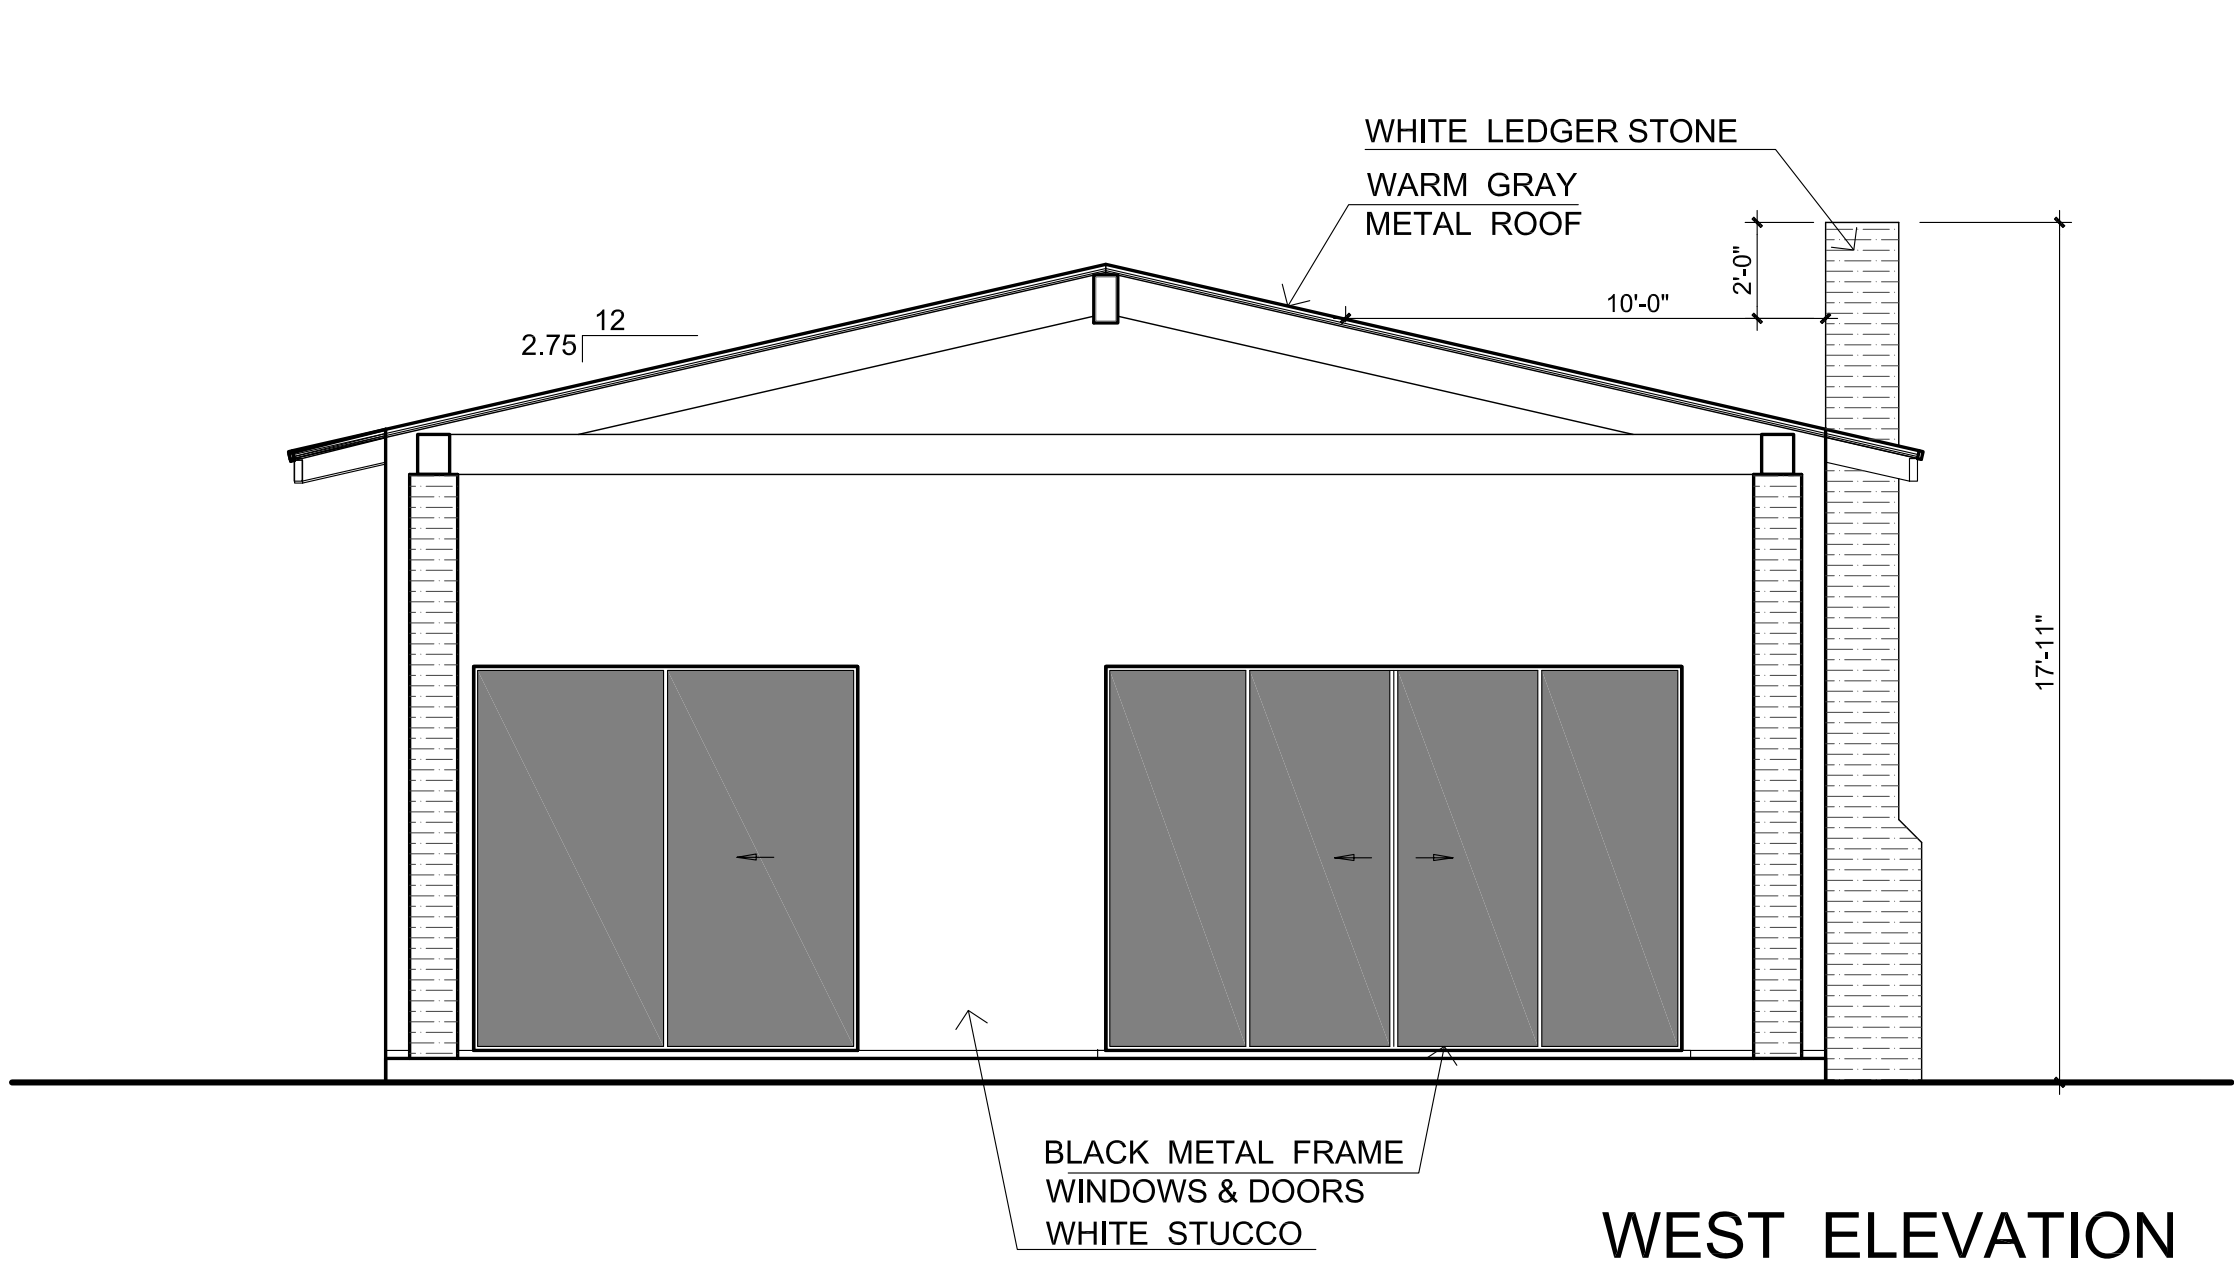 WHITE LEDGER STONE
WARM GRAY
METAL ROOF
2'-0"
10'-0"
12
2.75
17'-11"
BLACK METAL FRAME
WINDOWS & DOORS
WHITE STUCCO
WEST ELEVATION